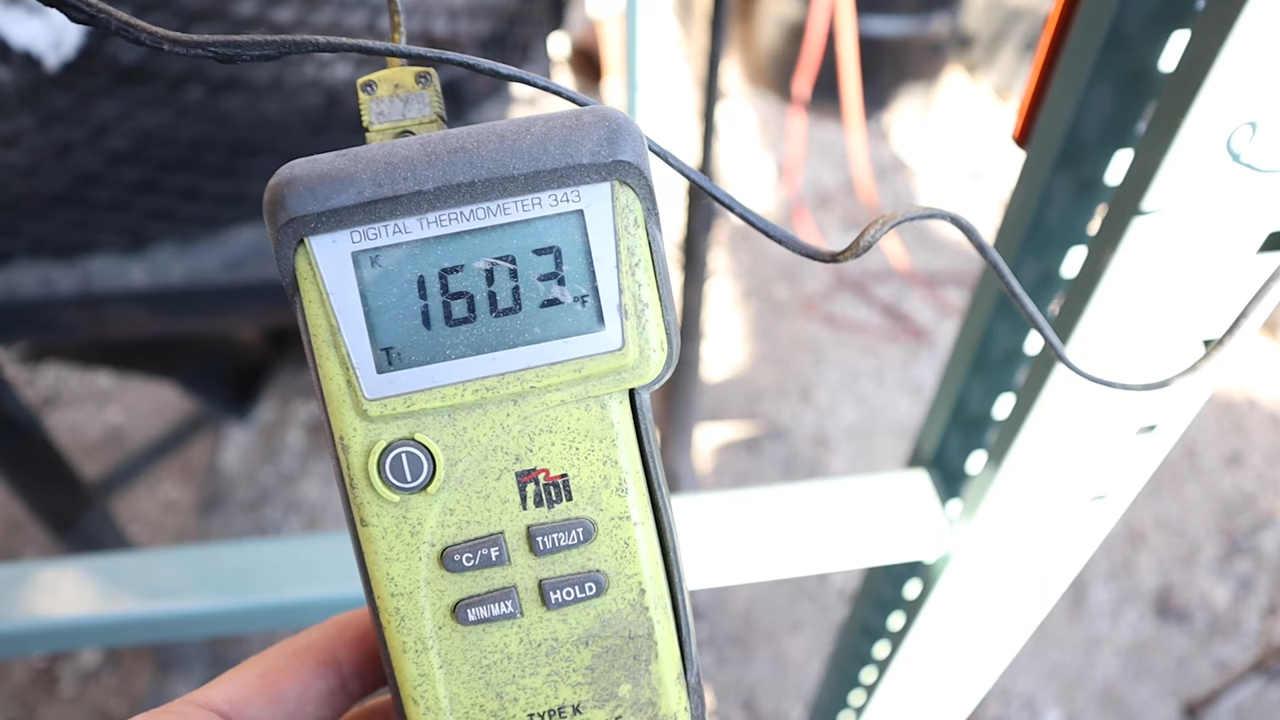 DIGITAL THERMOMETER 343
K
1603 °F
T1
tpi
°C/°F
T1/T2/ΔT
MIN/MAX
HOLD
TYPE K